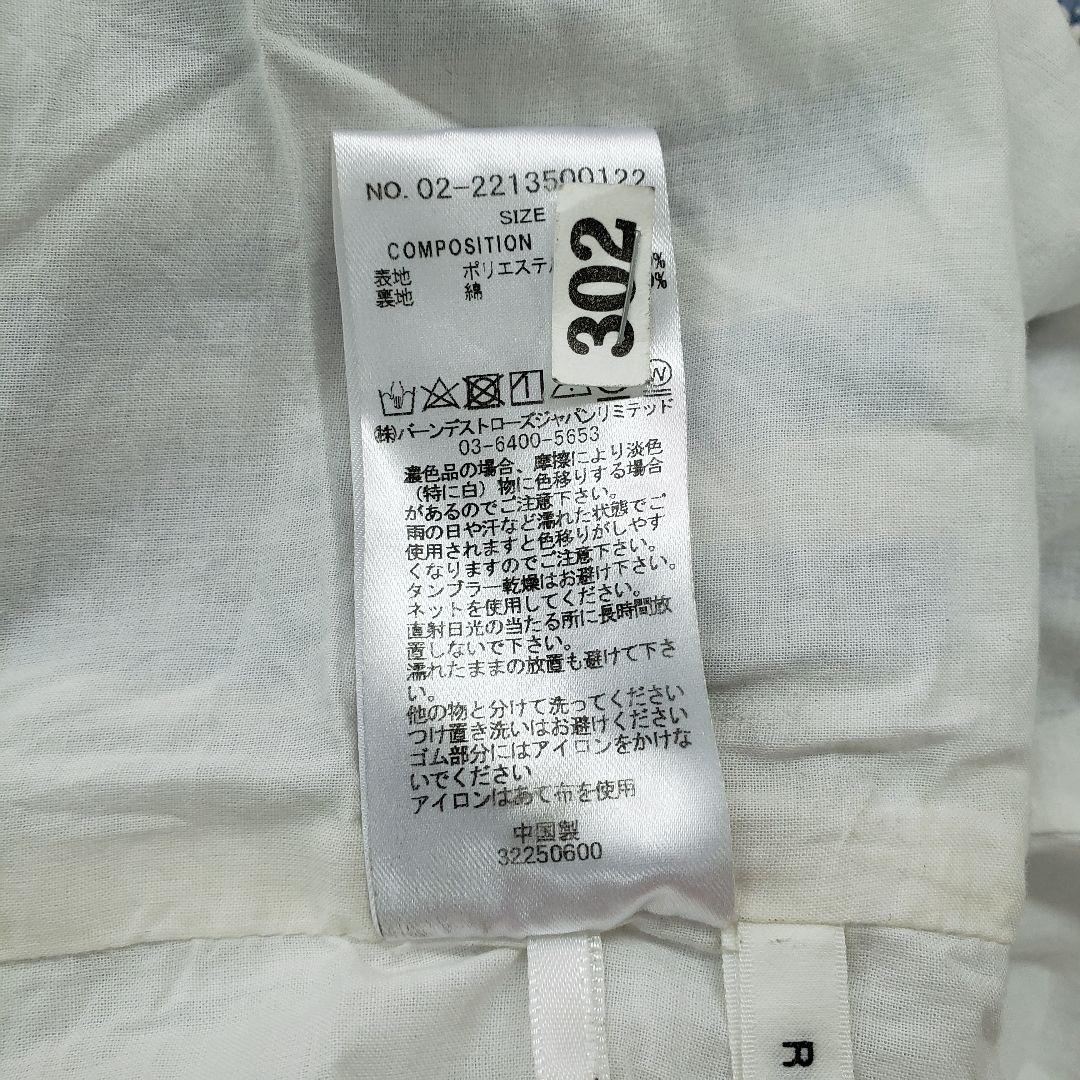 NO. 02-2213500122
SIZE
COMPOSITION
表地 ポリエステル %
裏地 綿 0%
302
W
㈱バーンデストローズジャパンリミテッド
03-6400-5653
濃色品の場合、摩擦により淡色
(特に白)物に色移りする場合
があるのでご注意下さい。
雨の日や汗など濡れた状態でご
使用されますと色移りがしやす
くなりますのでご注意下さい。
タンブラー乾燥はお避け下さい。
ネットを使用してください。
直射日光の当たる所に長時間放
置しないで下さい。
濡れたままの放置も避けて下さ
い。
他の物と分けて洗ってください
つけ置き洗いはお避けください
ゴム部分にはアイロンをかけな
いでください
アイロンはあて布を使用
中国製
32250600
R